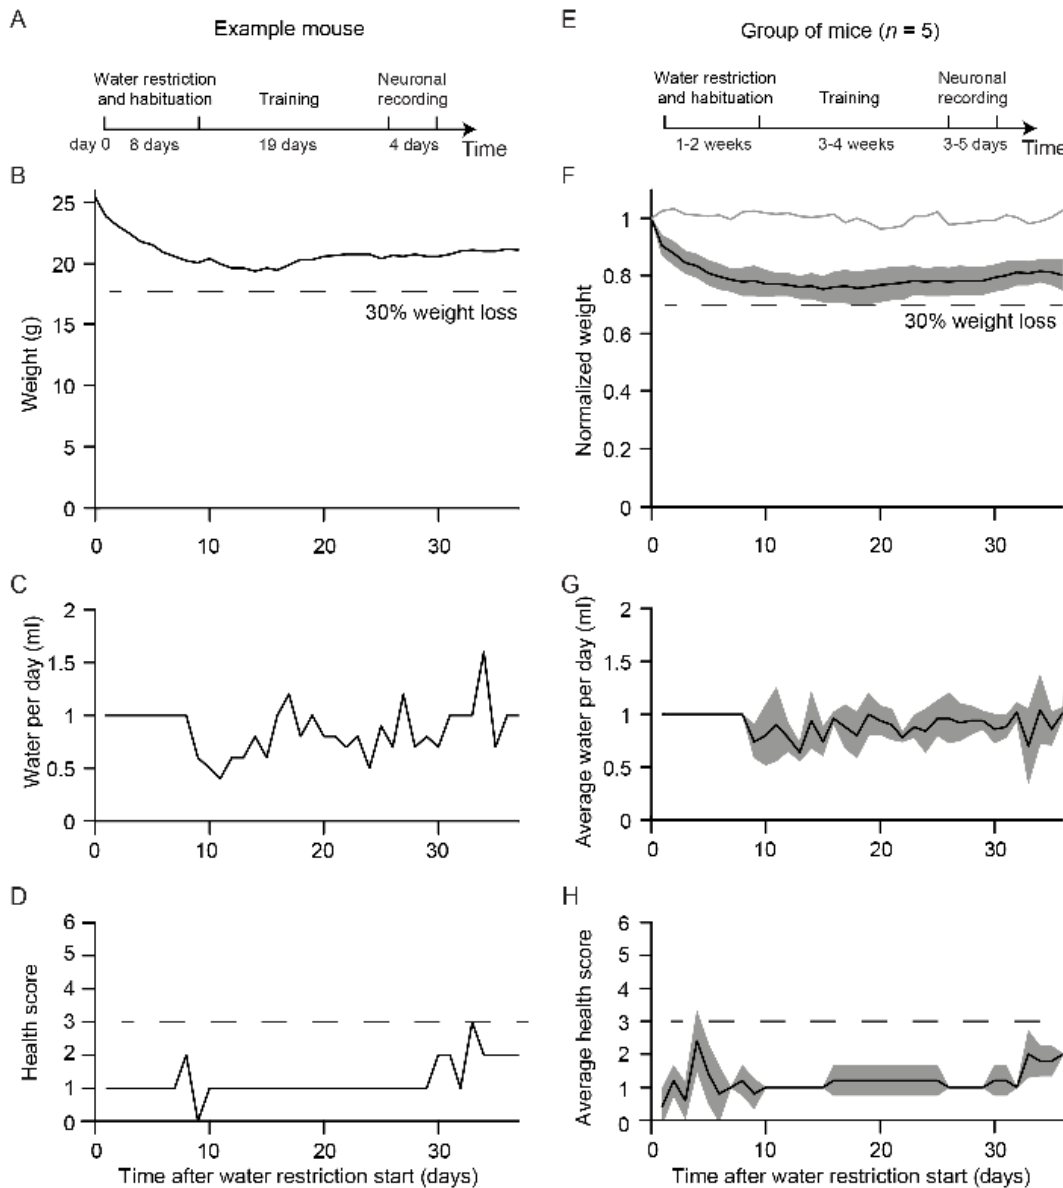 A
Example mouse
Water restriction
and habituation
Training
Neuronal
recording
day 0
8 days
19 days
4 days
Time
B
25
20
15
10
5
0
Weight (g)
30% weight loss
0
10
20
30
C
2
1.5
1
0.5
0
Water per day (ml)
0
10
20
30
D
6
5
4
3
2
1
0
Health score
0
10
20
30
Time after water restriction start (days)
E
Group of mice (n = 5)
Water restriction
and habituation
Training
Neuronal
recording
1-2 weeks
3-4 weeks
3-5 days
Time
F
1
0.8
0.6
0.4
0.2
0
Normalized weight
30% weight loss
0
10
20
30
G
2
1.5
1
0.5
0
Average water per day (ml)
0
10
20
30
H
6
5
4
3
2
1
0
Average health score
0
10
20
30
Time after water restriction start (days)